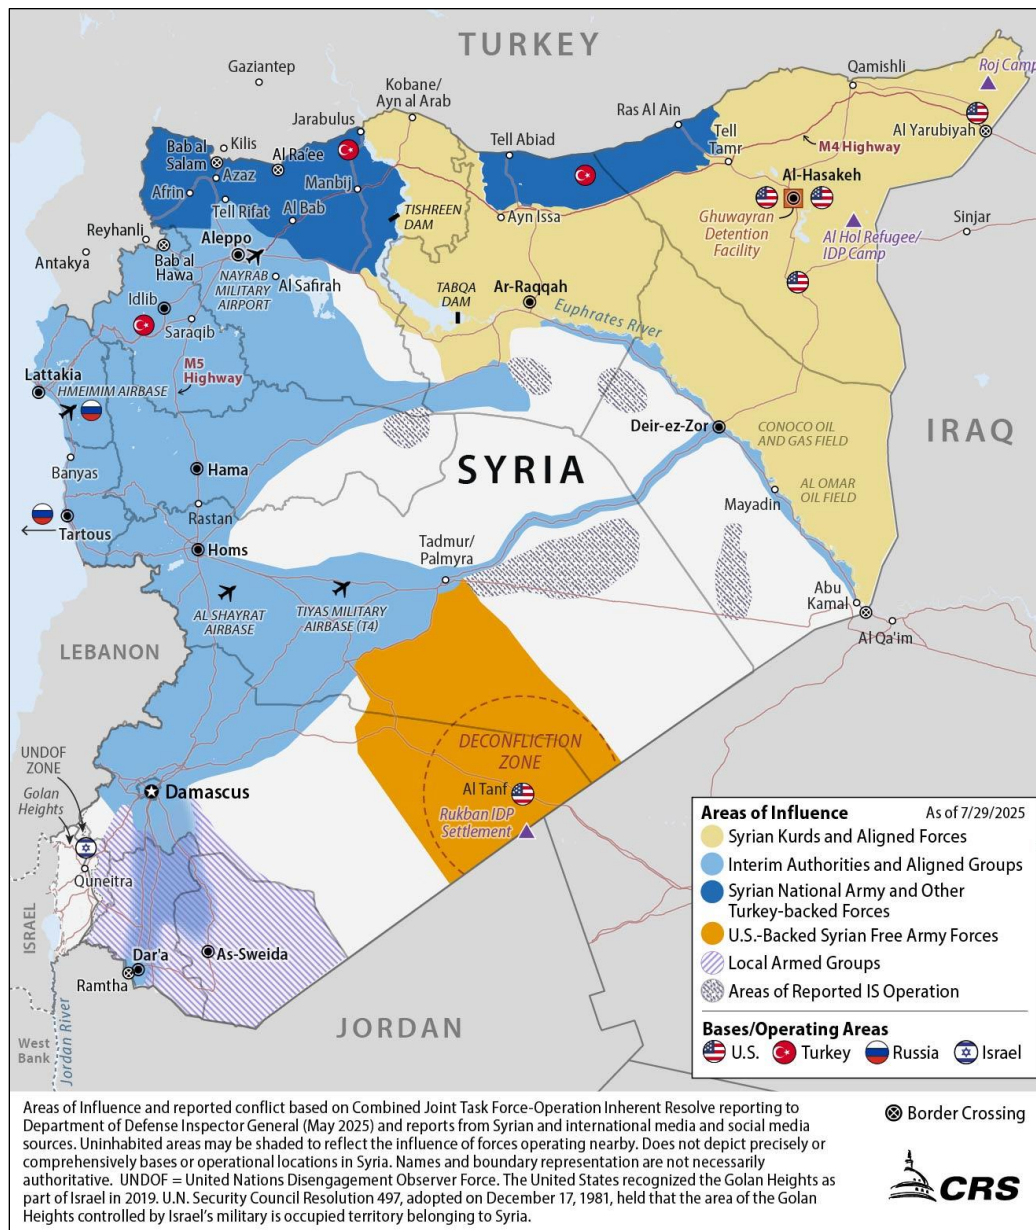 TURKEY
Gaziantep
Kobane/
Ayn al Arab
Qamishli
Roj Camp
Jarabulus
Ras Al Ain
Bab al
Salam
Kilis
Al Ra'ee
Tell Abiad
Tell
Tamr
M4 Highway
Al Yarubiyah
Azaz
Afrin
Manbij
Al-Hasakeh
Tell Rifat
Al Bab
TISHREEN
DAM
Ayn Issa
Ghuwayran
Detention
Facility
Sinjar
Reyhanli
Aleppo
Al Hol Refugee/
IDP Camp
Antakya
Bab al
Hawa
NAYRAB
MILITARY
AIRPORT
Al Safirah
TABQA
DAM
Ar-Raqqah
Idlib
Euphrates River
Saraqib
M5
Highway
Lattakia
HMEIMIM AIRBASE
Deir-ez-Zor
CONOCO OIL
AND GAS FIELD
IRAQ
Banyas
Hama
SYRIA
AL OMAR
OIL FIELD
Mayadin
Rastan
Tartous
Homs
Tadmur/
Palmyra
AL SHAYRAT
AIRBASE
TIYAS MILITARY
AIRBASE (T4)
Abu
Kamal
Al Qa'im
LEBANON
DECONFLICTION
ZONE
UNDOF
ZONE
Golan
Heights
Damascus
Al Tanf
Rukban IDP
Settlement
Quneitra
ISRAEL
Dar'a
As-Sweida
Ramtha
West
Bank
Jordan River
JORDAN
Areas of Influence As of 7/29/2025
Syrian Kurds and Aligned Forces
Interim Authorities and Aligned Groups
Syrian National Army and Other
Turkey-backed Forces
U.S.-Backed Syrian Free Army Forces
Local Armed Groups
Areas of Reported IS Operation
Bases/Operating Areas
U.S. Turkey Russia Israel
Areas of Influence and reported conflict based on Combined Joint Task Force-Operation Inherent Resolve reporting to
Department of Defense Inspector General (May 2025) and reports from Syrian and international media and social media
sources. Uninhabited areas may be shaded to reflect the influence of forces operating nearby. Does not depict precisely or
comprehensively bases or operational locations in Syria. Names and boundary representation are not necessarily
authoritative. UNDOF = United Nations Disengagement Observer Force. The United States recognized the Golan Heights as
part of Israel in 2019. U.N. Security Council Resolution 497, adopted on December 17, 1981, held that the area of the Golan
Heights controlled by Israel's military is occupied territory belonging to Syria.
Border Crossing
CRS